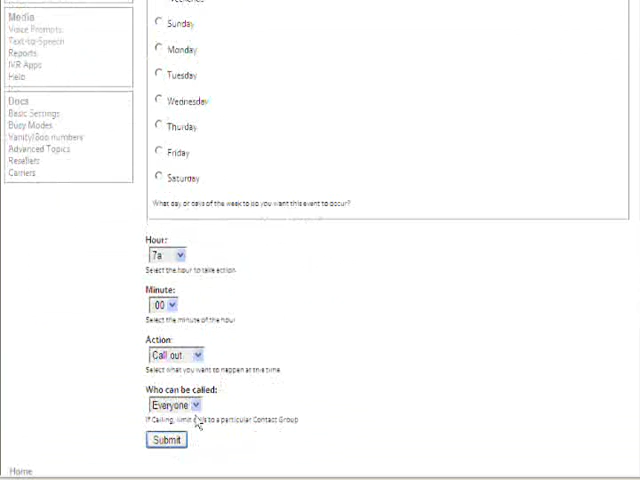 Media
Voice Prompts
Text-to-Speech
Reports
IVR Apps
Help
Docs
Basic Settings
Busy Modes
Vanity/800 numbers
Advanced Topics
Resellers
Carriers
Sunday
Monday
Tuesday
Wednesday
Thurday
Friday
Saturday
What day or days of the week to do you want this event to occur?
Hour:
7a
Select the hour to take action
Minute:
00
Select the minute of the hour
Action:
Call out
Select what you want to happen at this time
Who can be called:
Everyone
If Calling, limit to a particular Contact Group
Submit
Home